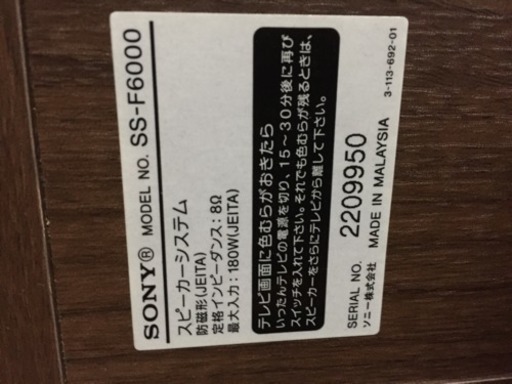 SONY® MODEL NO. SS-F6000
スピーカーシステム
防磁形(JEITA)
定格インピーダンス:8Ω
最大入力:180W(JEITA)
テレビ画面に色むらがおきたら
いったんテレビの電源を切り、15〜30分後に再び
スイッチを入れて下さい。それでも色むらが残るときは、
スピーカーをさらにテレビから離して下さい。
SERIAL NO. 2209950
ソニー株式会社 MADE IN MALAYSIA
3-113-692-01